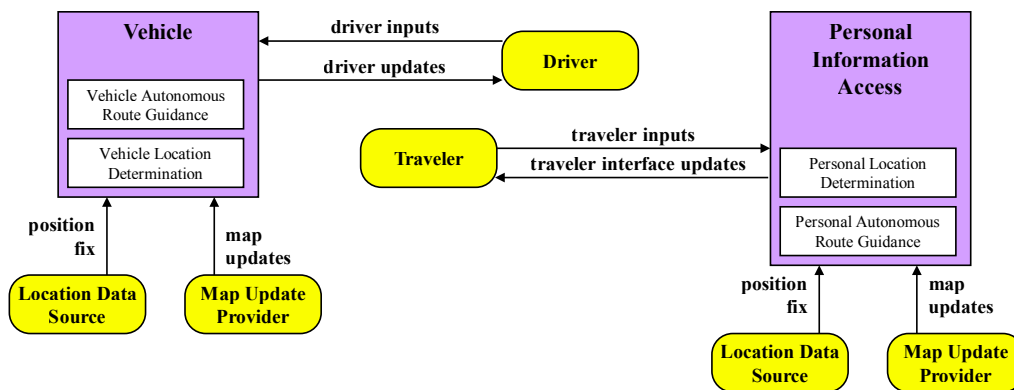 Vehicle
driver inputs
driver updates
Driver
Vehicle Autonomous
Route Guidance
Vehicle Location
Determination
position
fix
map
updates
Location Data
Source
Map Update
Provider
Personal
Information
Access
traveler inputs
Traveler
traveler interface updates
Personal Location
Determination
Personal Autonomous
Route Guidance
position
fix
map
updates
Location Data
Source
Map Update
Provider